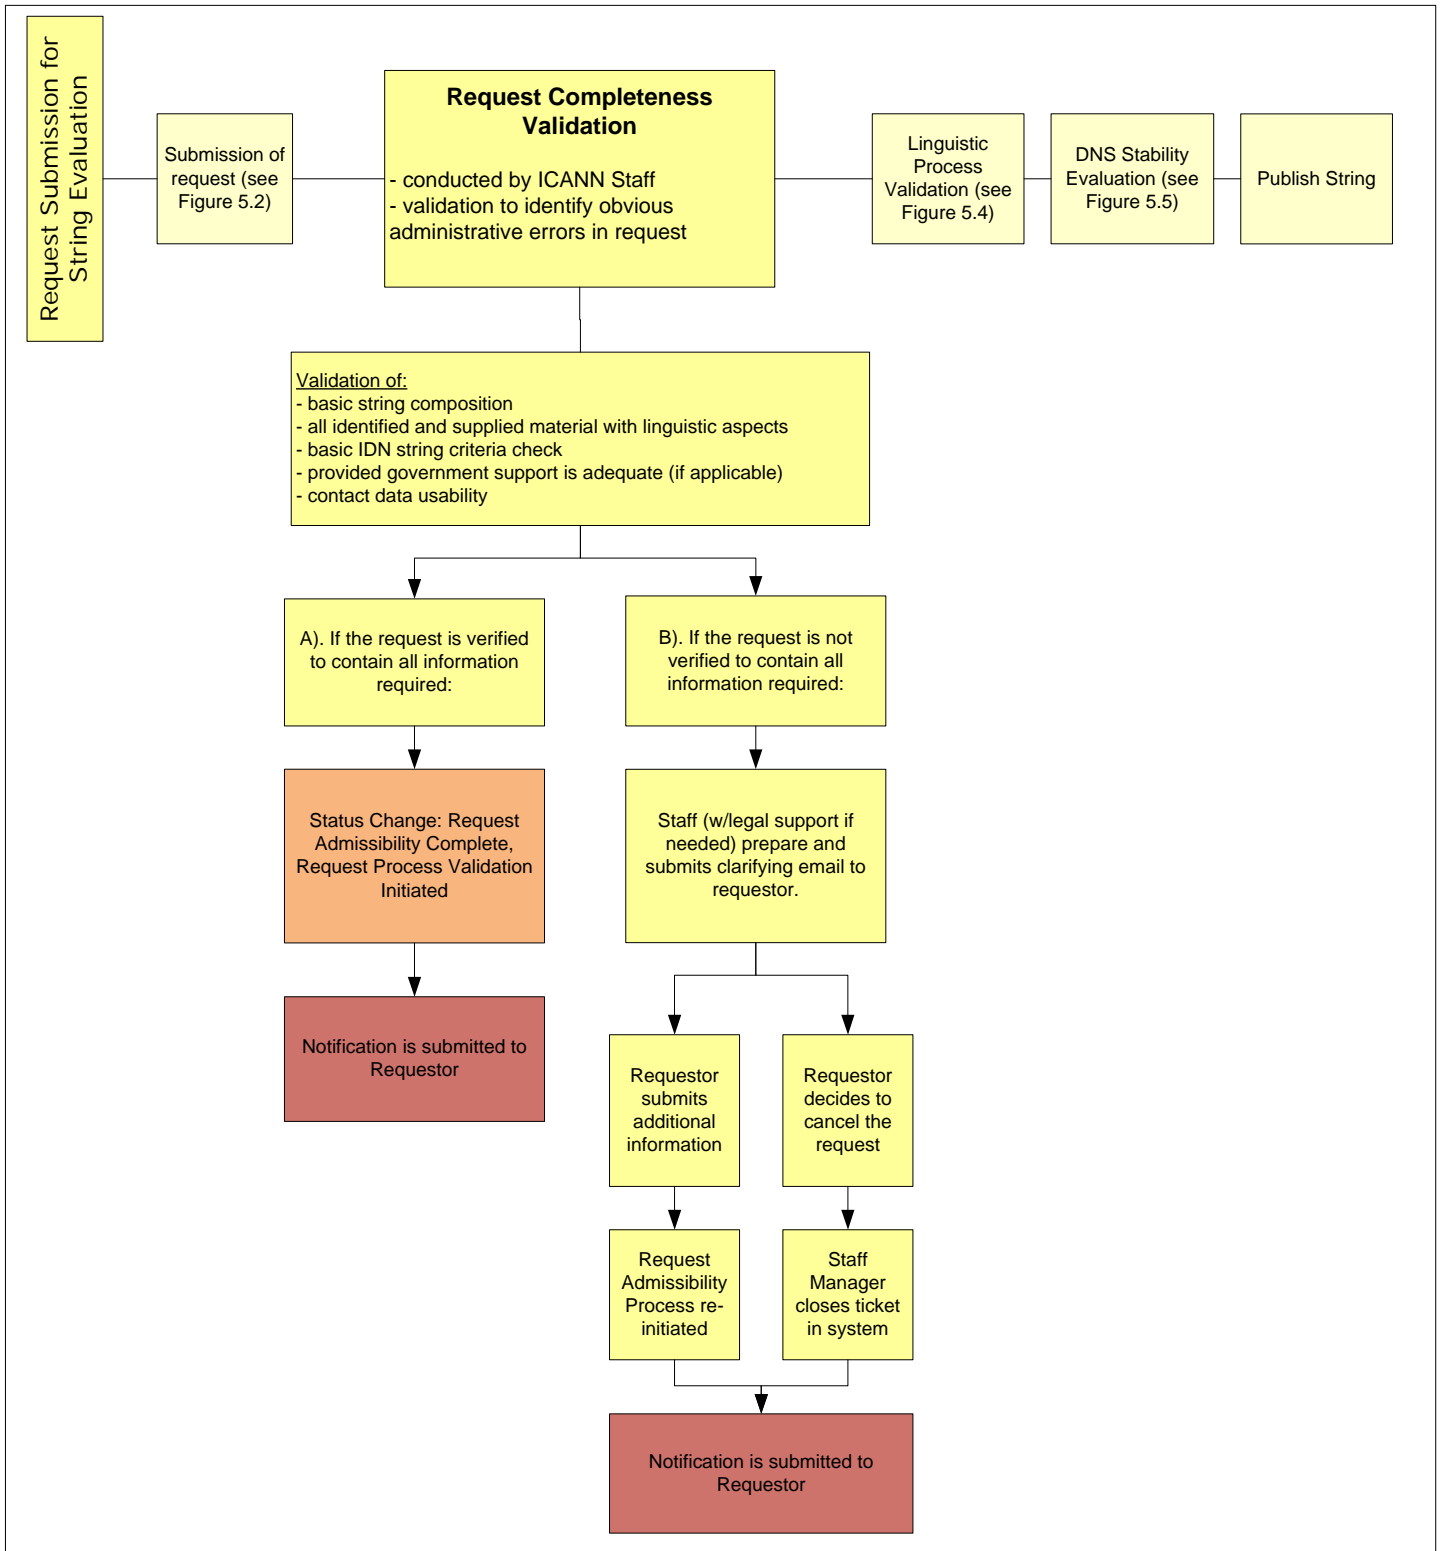 Request Submission for
String Evaluation
Submission of
request (see
Figure 5.2)
Request Completeness
Validation
- conducted by ICANN Staff
- validation to identify obvious
administrative errors in request
Linguistic
Process
Validation (see
Figure 5.4)
DNS Stability
Evaluation (see
Figure 5.5)
Publish String
Validation of:
- basic string composition
- all identified and supplied material with linguistic aspects
- basic IDN string criteria check
- provided government support is adequate (if applicable)
- contact data usability
A). If the request is verified
to contain all information
required:
B). If the request is not
verified to contain all
information required:
Status Change: Request
Admissibility Complete,
Request Process Validation
Initiated
Staff (w/legal support if
needed) prepare and
submits clarifying email to
requestor.
Notification is submitted to
Requestor
Requestor
submits
additional
information
Requestor
decides to
cancel the
request
Request
Admissibility
Process re-
initiated
Staff
Manager
closes ticket
in system
Notification is submitted to
Requestor